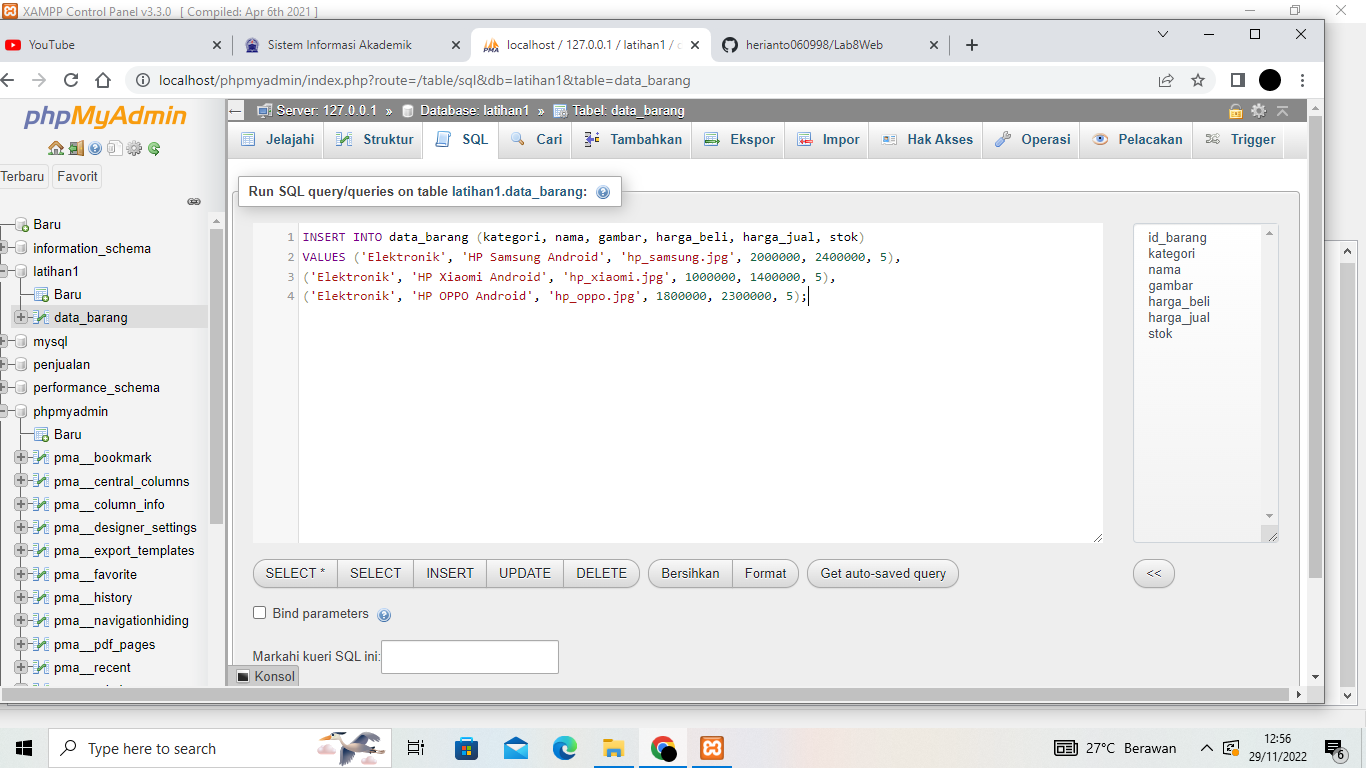 XAMPP Control Panel v3.3.0 [ Compiled: Apr 6th 2021 ]
YouTube
Sistem Informasi Akademik
localhost / 127.0.0.1 / latihan1 /
herianto060998/Lab8Web
localhost/phpmyadmin/index.php?route=/table/sql&db=latihan1&table=data_barang
phpMyAdmin
Terbaru Favorit
Baru
information_schema
latihan1
Baru
data_barang
mysql
penjualan
performance_schema
phpmyadmin
Baru
pma__bookmark
pma__central_columns
pma__column_info
pma__designer_settings
pma__export_templates
pma__favorite
pma__history
pma__navigationhiding
pma__pdf_pages
pma__recent
Server: 127.0.0.1 » Database: latihan1 » Tabel: data_barang
Jelajahi Struktur SQL Cari Tambahkan Ekspor Impor Hak Akses Operasi Pelacakan Trigger
Run SQL query/queries on table latihan1.data_barang:
1 INSERT INTO data_barang (kategori, nama, gambar, harga_beli, harga_jual, stok)
2 VALUES ('Elektronik', 'HP Samsung Android', 'hp_samsung.jpg', 2000000, 2400000, 5),
3 ('Elektronik', 'HP Xiaomi Android', 'hp_xiaomi.jpg', 1000000, 1400000, 5),
4 ('Elektronik', 'HP OPPO Android', 'hp_oppo.jpg', 1800000, 2300000, 5);
id_barang
kategori
nama
gambar
harga_beli
harga_jual
stok
SELECT * SELECT INSERT UPDATE DELETE Bersihkan Format Get auto-saved query <<
Bind parameters
Markahi kueri SQL ini:
Konsol
Type here to search
27°C Berawan
12:56
29/11/2022
6